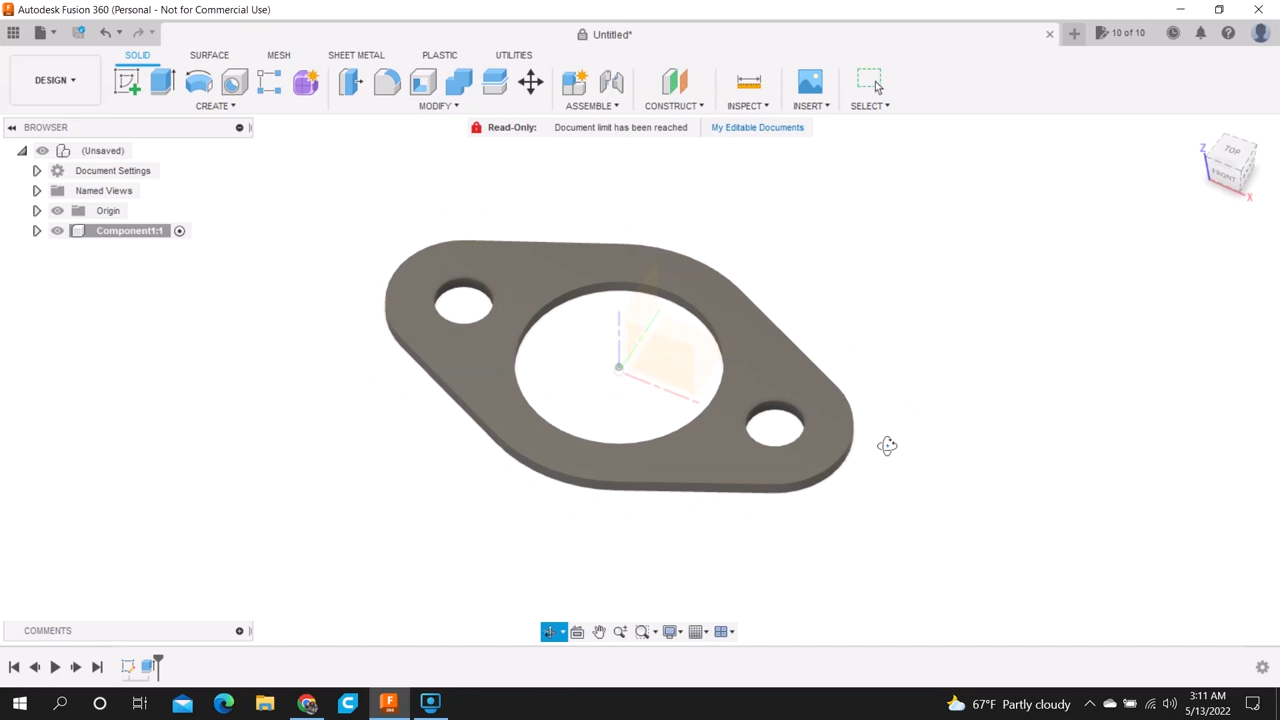 Autodesk Fusion 360 (Personal - Not for Commercial Use)
Untitled*
10 of 10
DESIGN
SOLID SURFACE MESH SHEET METAL PLASTIC UTILITIES
CREATE MODIFY ASSEMBLE CONSTRUCT INSPECT INSERT SELECT
BROWSER
Read-Only: Document limit has been reached My Editable Documents
(Unsaved)
Document Settings
Named Views
Origin
Component1:1
Z
TOP
FRONT
X
COMMENTS
67°F Partly cloudy
3:11 AM
5/13/2022